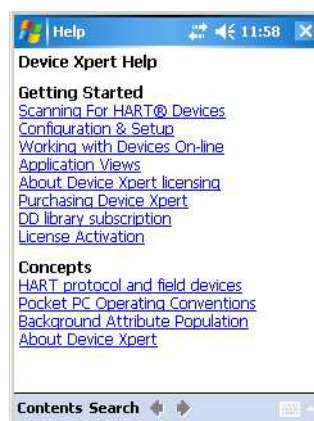 Help 11:58
Device Xpert Help
Getting Started
Scanning For HART® Devices
Configuration & Setup
Working with Devices On-line
Application Views
About Device Xpert licensing
Purchasing Device Xpert
DD library subscription
License Activation
Concepts
HART protocol and field devices
Pocket PC Operating Conventions
Background Attribute Population
About Device Xpert
Contents Search